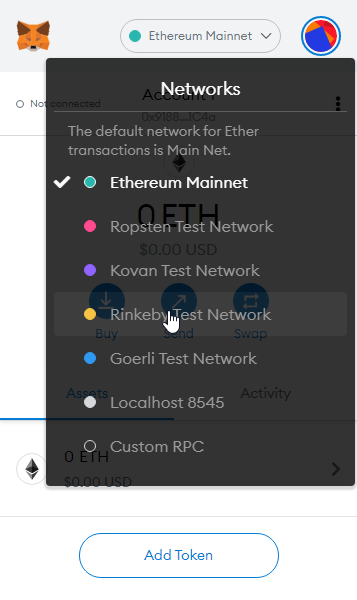 Ethereum Mainnet
Networks
Not connected
Account 1
0x9188...1C4a
The default network for Ether
transactions is Main Net.
Ethereum Mainnet
0 ETH
Ropsten Test Network
$0.00 USD
Kovan Test Network
Rinkeby Test Network
Buy
Send
Swap
Goerli Test Network
Assets
Activity
Localhost 8545
Custom RPC
0 ETH
$0.00 USD
Add Token